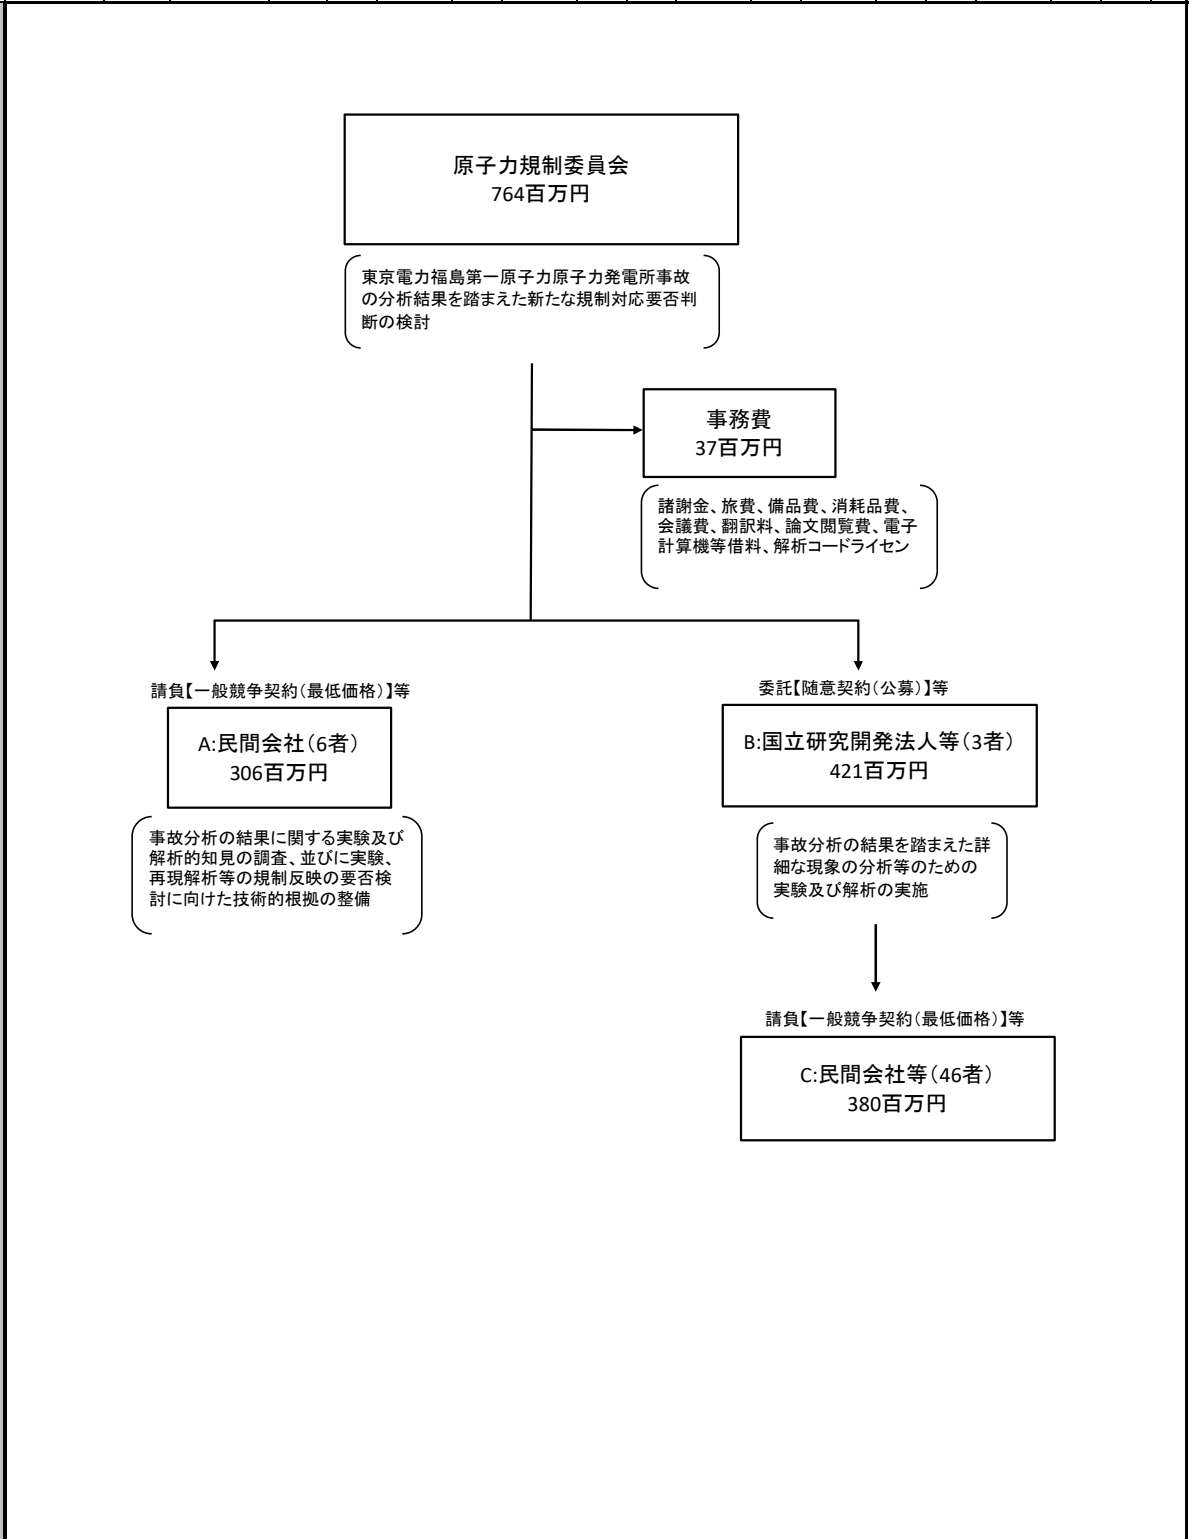 原子力規制委員会
764百万円
東京電力福島第一原子力原子力発電所事故
の分析結果を踏まえた新たな規制対応要否判
断の検討
事務費
37百万円
諸謝金、旅費、備品費、消耗品費、
会議費、翻訳料、論文閲覧費、電子
計算機等借料、解析コードライセン
請負【一般競争契約（最低価格）】等
A:民間会社（6者）
306百万円
事故分析の結果に関する実験及び
解析的知見の調査、並びに実験、
再現解析等の規制反映の要否検
討に向けた技術的根拠の整備
委託【随意契約（公募）】等
B:国立研究開発法人等（3者）
421百万円
事故分析の結果を踏まえた詳
細な現象の分析等のための
実験及び解析の実施
請負【一般競争契約（最低価格）】等
C:民間会社等（46者）
380百万円